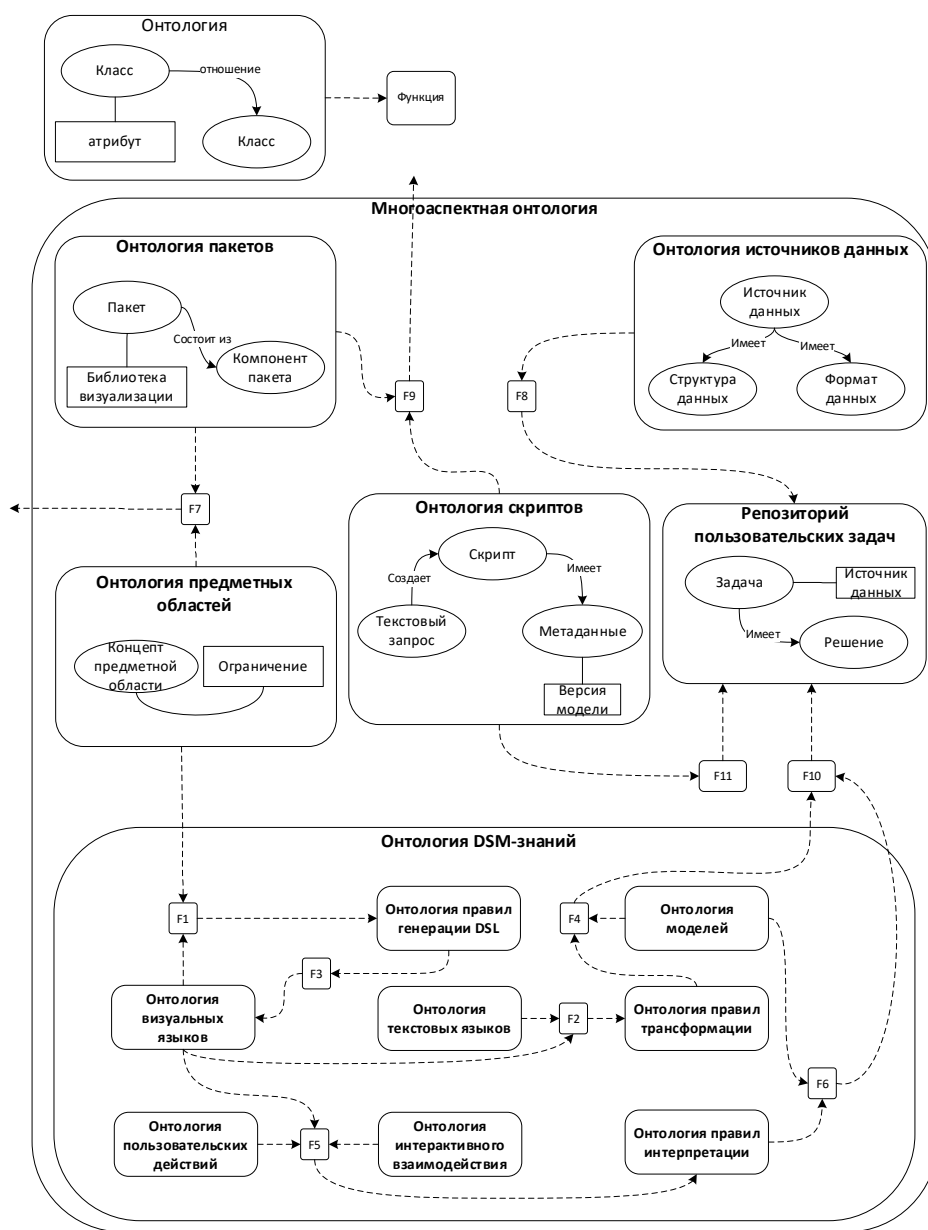 Онтология
Класс
отношение
Функция
атрибут
Класс
Многоаспектная онтология
Онтология пакетов
Пакет
Состоит из
Компонент
пакета
Библиотека
визуализации
Онтология источников данных
Источник
данных
Имеет
Имеет
Структура
данных
Формат
данных
F9
F8
F7
Онтология скриптов
Скрипт
Создает
Имеет
Текстовый
запрос
Метаданные
Версия
модели
Репозиторий
пользовательских задач
Задача
Источник
данных
Имеет
Решение
Онтология предметных
областей
Концепт
предметной
области
Ограничение
F11
F10
Онтология DSM-знаний
F1
Онтология правил
генерации DSL
F4
Онтология
моделей
F3
Онтология
визуальных
языков
Онтология
текстовых языков
F2
Онтология правил
трансформации
F6
Онтология
пользовательских
действий
F5
Онтология
интерактивного
взаимодействия
Онтология правил
интерпретации